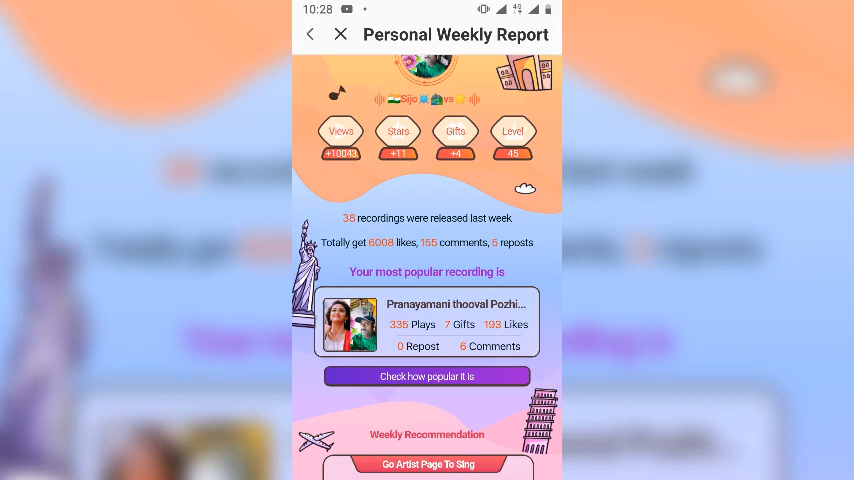 10:28
4G
Personal Weekly Report
Sijo vs
Views Stars Gifts Level
+10043 +11 +4 45
38 recordings were released last week
Totally get 6008 likes, 155 comments, 5 reposts
Your most popular recording is
Pranayamani thooval Pozhi...
335 Plays 7 Gifts 193 Likes
0 Repost 6 Comments
Check how popular it is
Weekly Recommendation
Go Artist Page To Sing